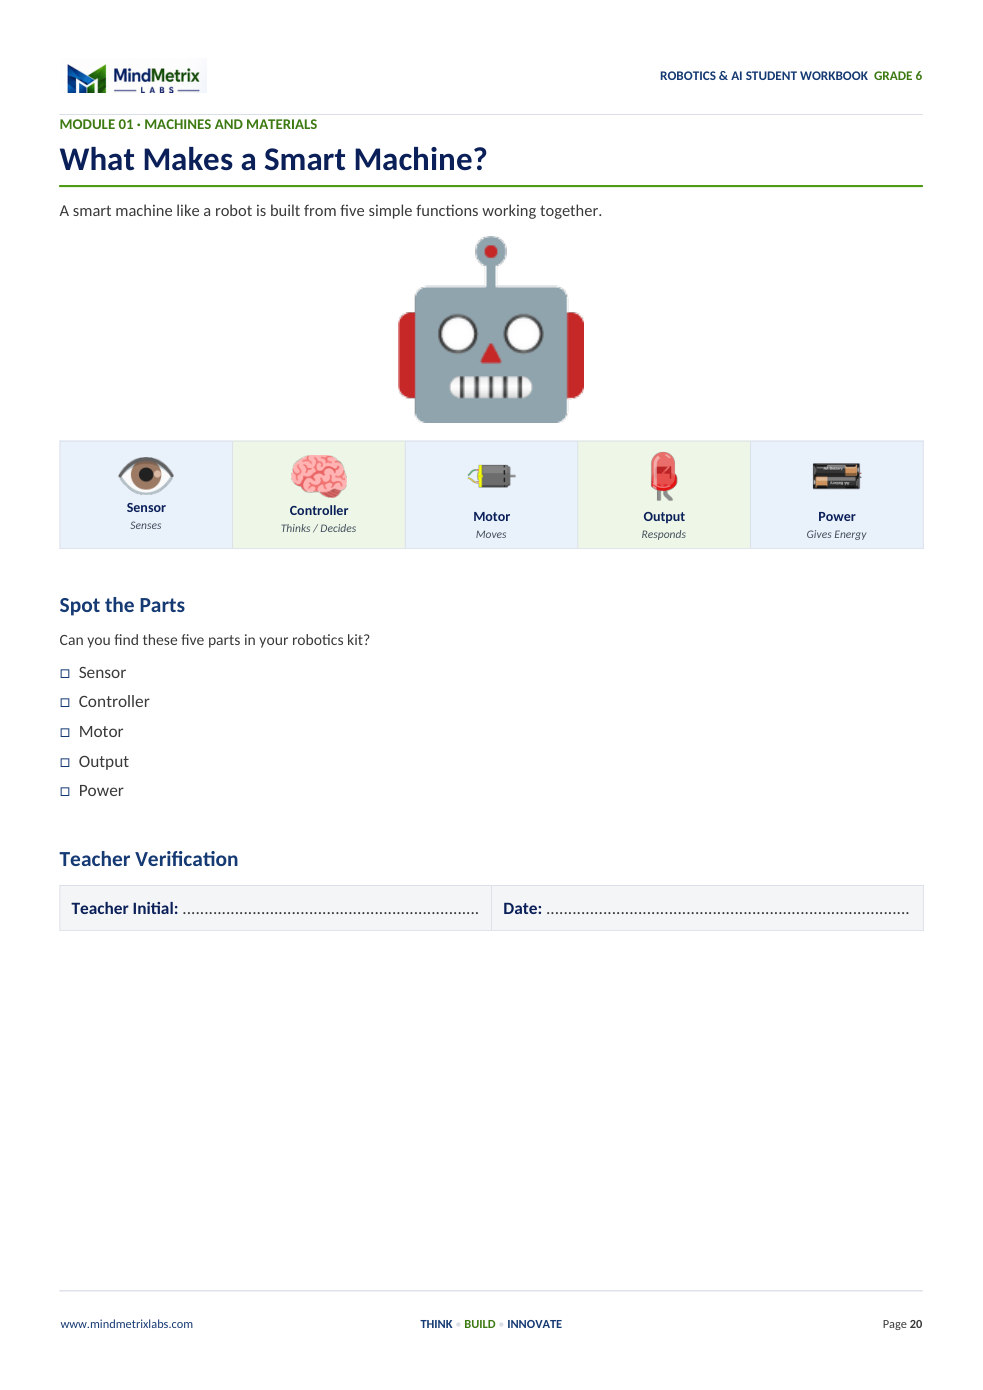 MindMetrix
LABS
ROBOTICS & AI STUDENT WORKBOOK GRADE 6
MODULE 01 · MACHINES AND MATERIALS
What Makes a Smart Machine?
A smart machine like a robot is built from five simple functions working together.
Sensor
Senses
Controller
Thinks / Decides
Motor
Moves
Output
Responds
Power
Gives Energy
Spot the Parts
Can you find these five parts in your robotics kit?
□ Sensor
□ Controller
□ Motor
□ Output
□ Power
Teacher Verification
Teacher Initial: ....................................................................
Date: ...................................................................................
www.mindmetrixlabs.com
THINK • BUILD • INNOVATE
Page 20